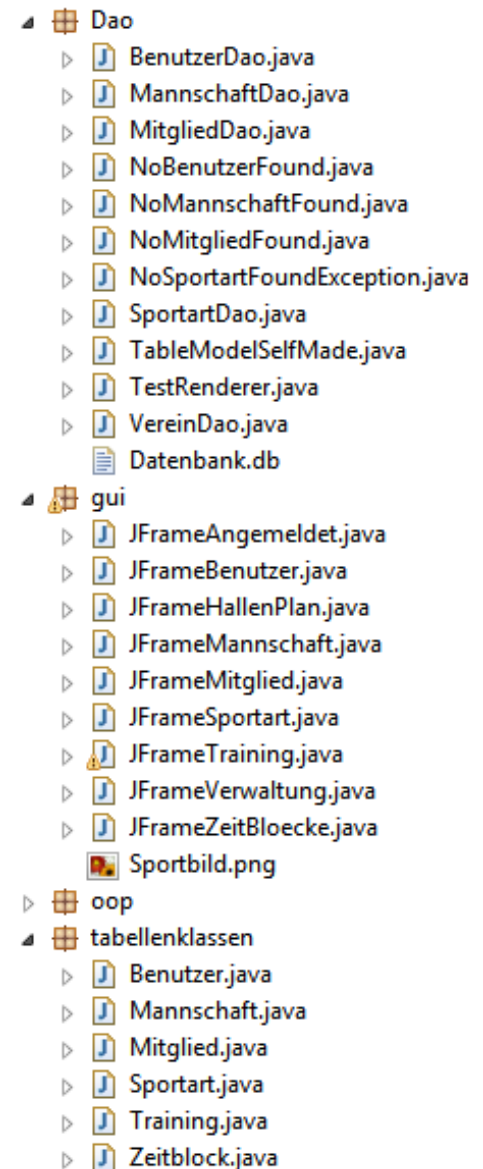 Dao
BenutzerDao.java
MannschaftDao.java
MitgliedDao.java
NoBenutzerFound.java
NoMannschaftFound.java
NoMitgliedFound.java
NoSportartFoundException.java
SportartDao.java
TableModelSelfMade.java
TestRenderer.java
VereinDao.java
Datenbank.db
gui
JFrameAngemeldet.java
JFrameBenutzer.java
JFrameHallenPlan.java
JFrameMannschaft.java
JFrameMitglied.java
JFrameSportart.java
JFrameTraining.java
JFrameVerwaltung.java
JFrameZeitBloecke.java
Sportbild.png
oop
tabellenklassen
Benutzer.java
Mannschaft.java
Mitglied.java
Sportart.java
Training.java
Zeitblock.java